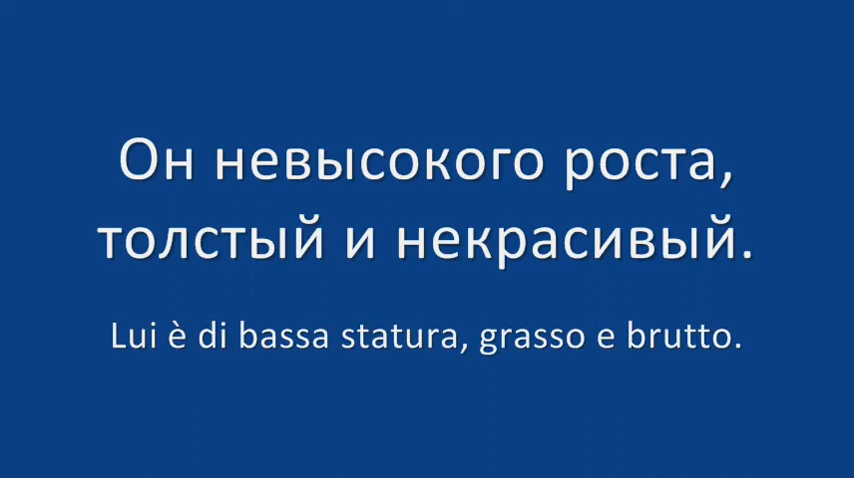 Он невысокого роста,
толстый и некрасивый.
Lui è di bassa statura, grasso e brutto.